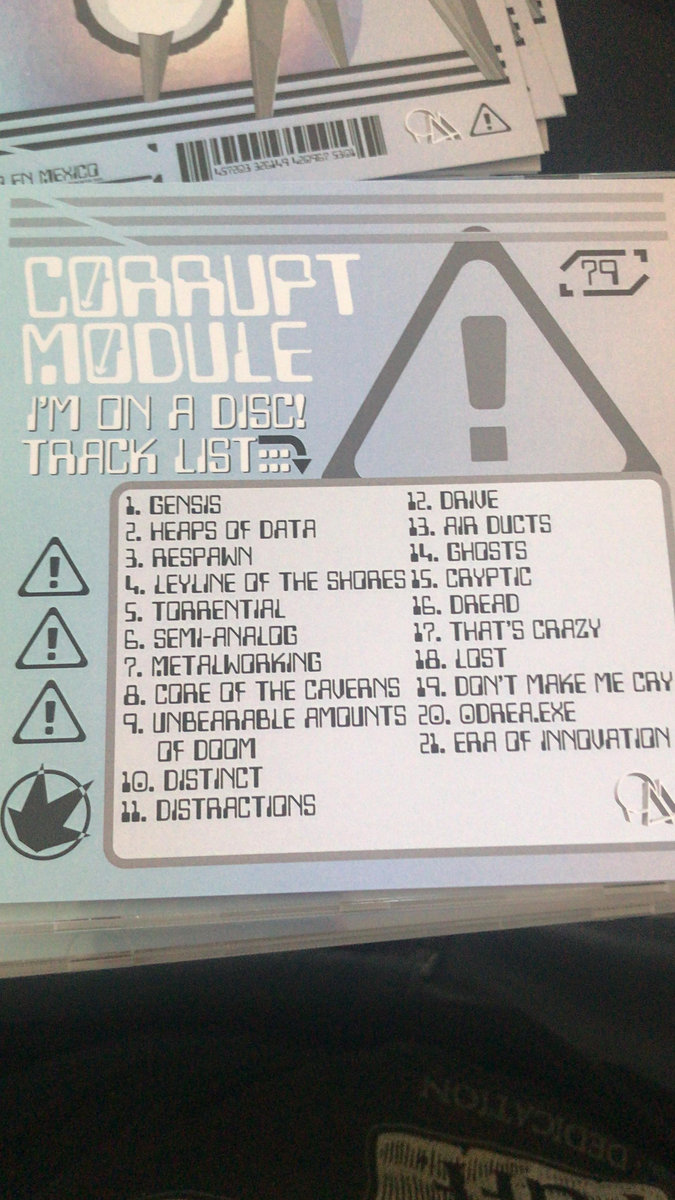 EN MEXICO
CORRUPT
MODULE
79
I'M ON A DISC!
TRACK LIST:::
1. GENSIS
2. HEAPS OF DATA
3. RESPAWN
4. LEYLINE OF THE SHORES
5. TORRENTIAL
6. SEMI-ANALOG
7. METALWORKING
8. CORE OF THE CAVERNS
9. UNBEARABLE AMOUNTS
OF DOOM
10. DISTINCT
11. DISTRACTIONS
12. DRIVE
13. AIR DUCTS
14. GHOSTS
15. CRYPTIC
16. DREAD
17. THAT'S CRAZY
18. LOST
19. DON'T MAKE ME CRY
20. ODREA.EXE
21. ERA OF INNOVATION
DEDICATION